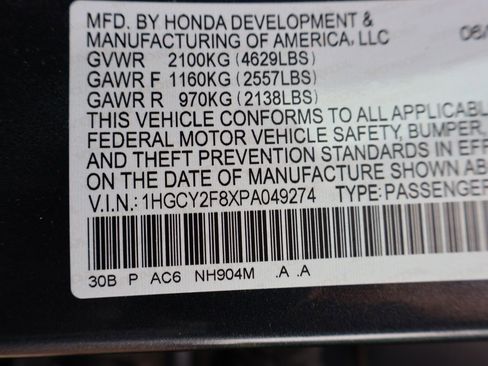 MFD. BY HONDA DEVELOPMENT &
MANUFACTURING OF AMERICA, LLC 06/
GVWR 2100KG (4629LBS)
GAWR F 1160KG (2557LBS)
GAWR R 970KG (2138LBS)
THIS VEHICLE CONFORMS TO ALL APPLICABLE
FEDERAL MOTOR VEHICLE SAFETY, BUMPER,
AND THEFT PREVENTION STANDARDS IN EFF
ON THE DATE OF MANUFACTURE SHOWN AB
V.I.N.: 1HGCY2F8XPA049274 TYPE: PASSENGER
30B P AC6 NH904M .A .A